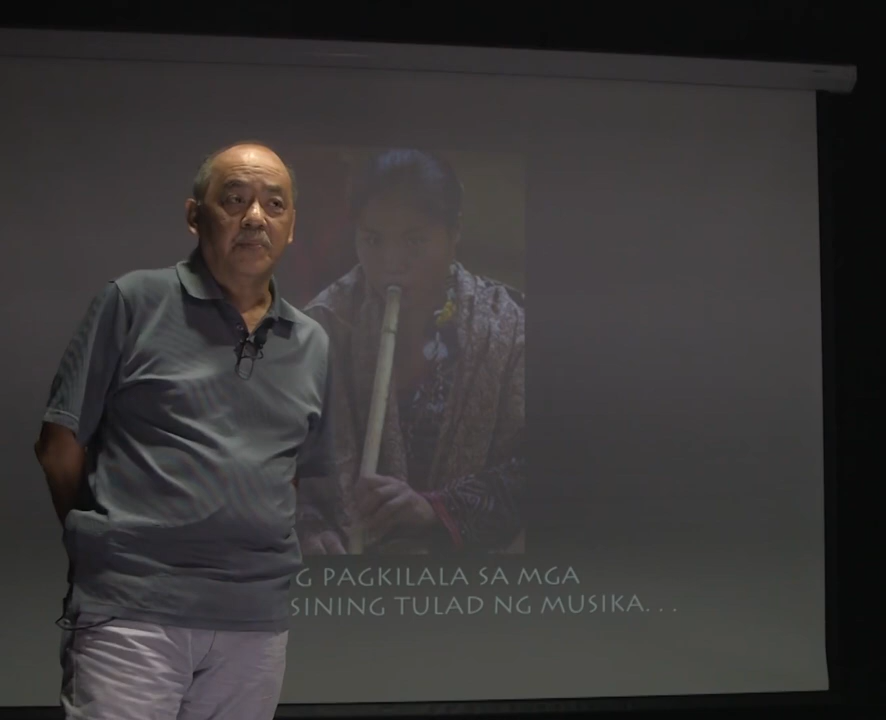 G PAGKILALA SA MGA
SINING TULAD NG MUSIKA. . .